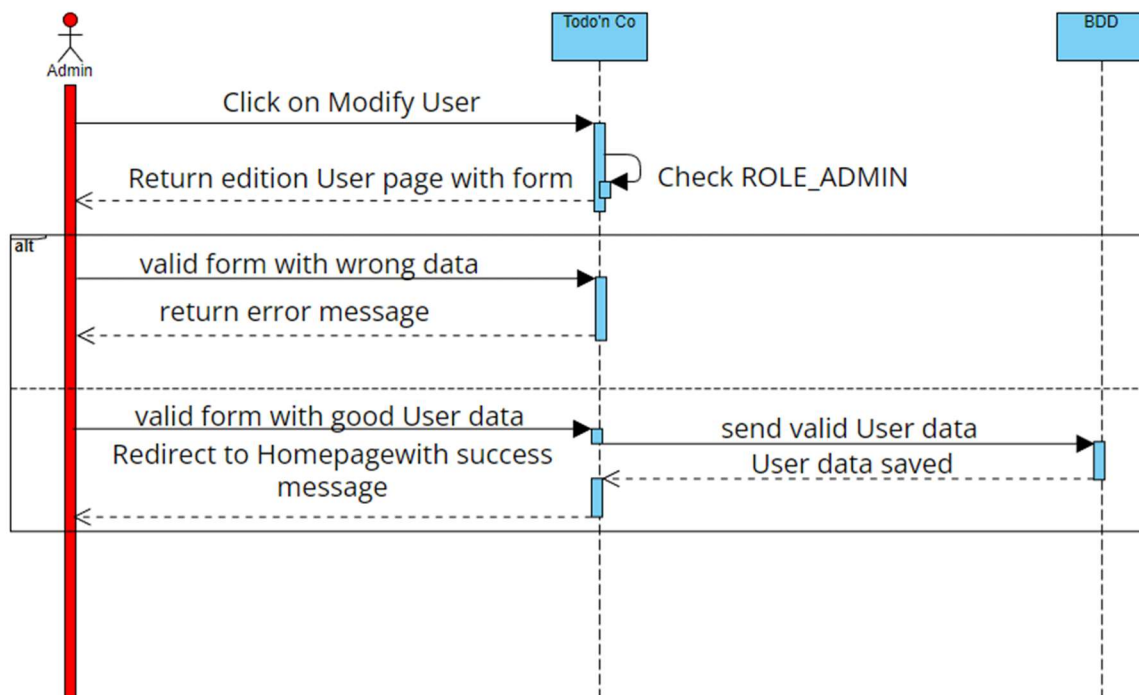 Todo'n Co
BDD
Admin
Click on Modify User
Check ROLE_ADMIN
Return edition User page with form
alt
valid form with wrong data
return error message
valid form with good User data
send valid User data
User data saved
Redirect to Homepagewith success
message